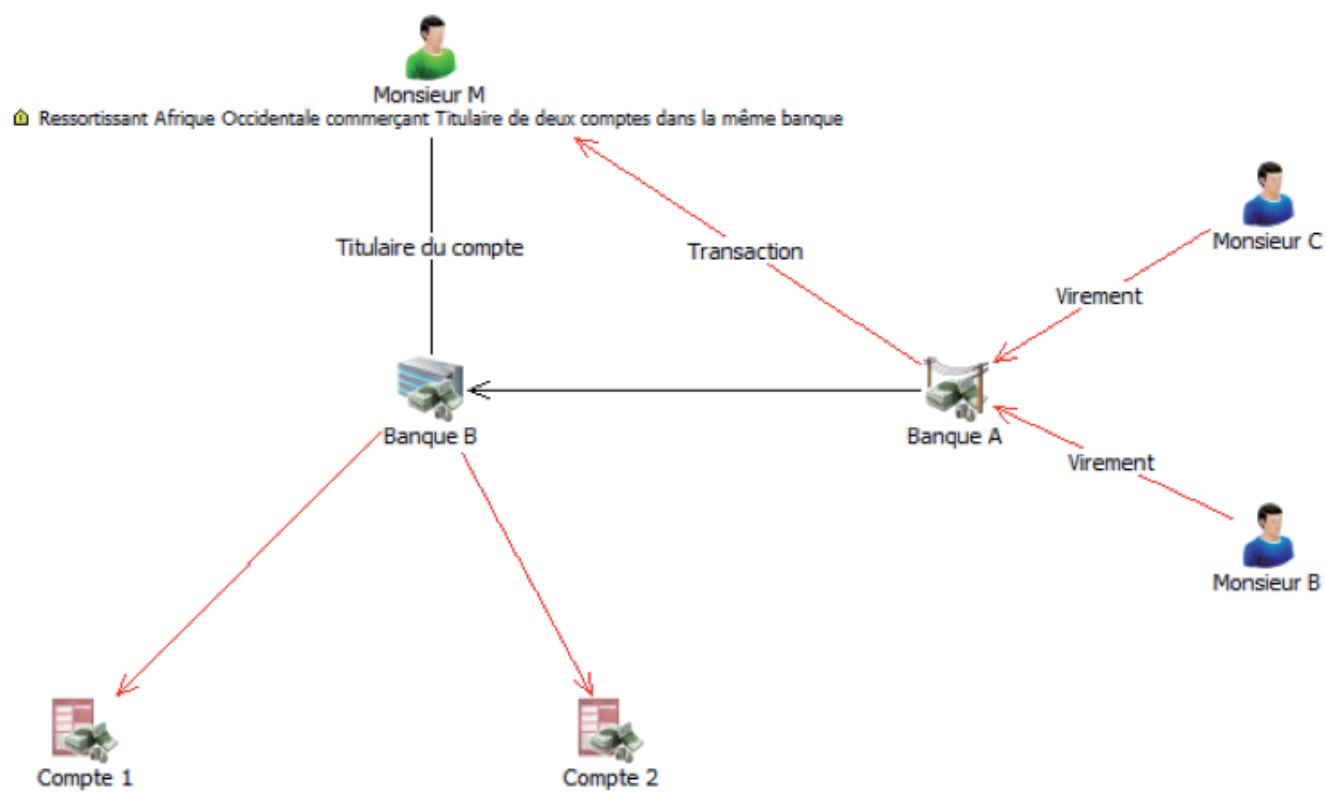 Monsieur M
Ressortissant Afrique Occidentale commerçant Titulaire de deux comptes dans la même banque
Monsieur C
Titulaire du compte
Transaction
Virement
Banque B
Banque A
Virement
Monsieur B
Compte 1
Compte 2